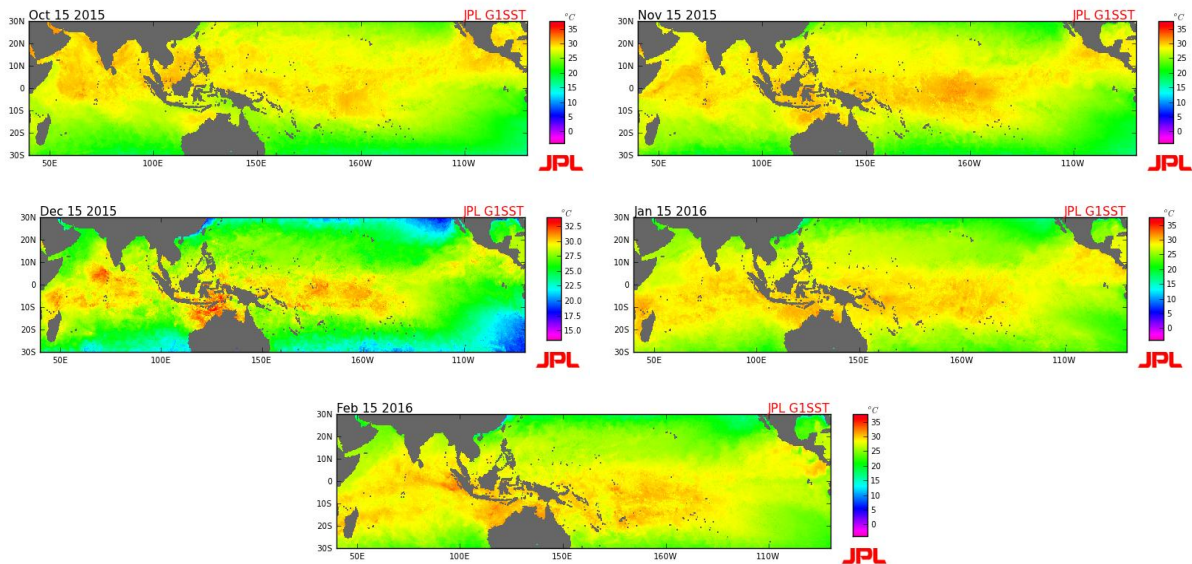 Oct 15 2015 JPL G1SST °C
30N 35
20N 30
10N 25
0 20
10S 15
20S 10
30S 5
0
50E 100E 150E 160W 110W
JPL
Nov 15 2015 JPL G1SST °C
30N 35
20N 30
10N 25
0 20
10S 15
20S 10
30S 5
0
50E 100E 150E 160W 110W
JPL
Dec 15 2015 JPL G1SST °C
30N 32.5
20N 30.0
10N 27.5
0 25.0
10S 22.5
20S 20.0
30S 17.5
15.0
50E 100E 150E 160W 110W
JPL
Jan 15 2016 JPL G1SST °C
30N 35
20N 30
10N 25
0 20
10S 15
20S 10
30S 5
0
50E 100E 150E 160W 110W
JPL
Feb 15 2016 JPL G1SST °C
30N 35
20N 30
10N 25
0 20
10S 15
20S 10
30S 5
0
50E 100E 150E 160W 110W
JPL